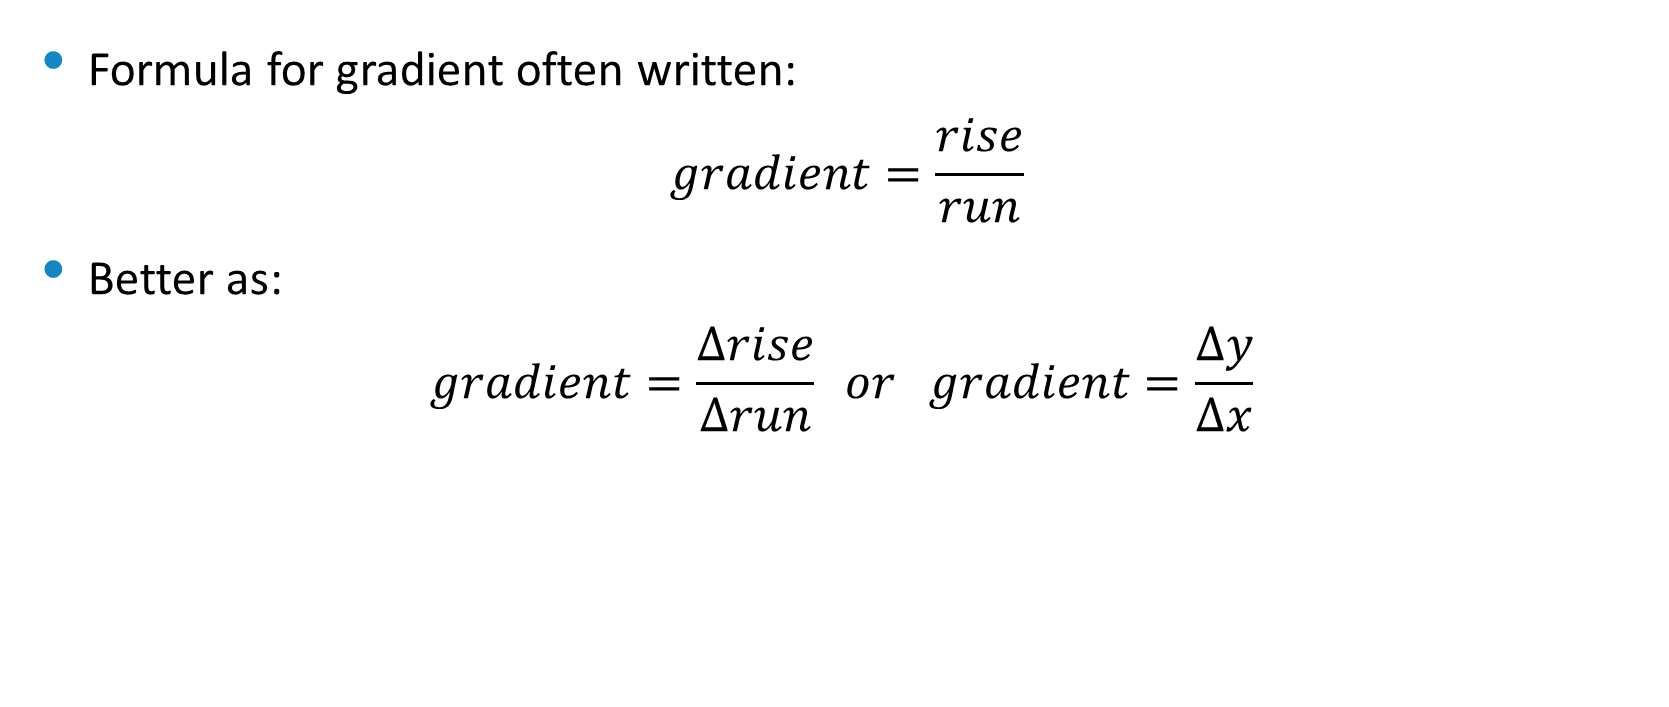 • Formula for gradient often written:
gradient = rise/run
• Better as:
gradient = Δrise/Δrun or gradient = Δy/Δx